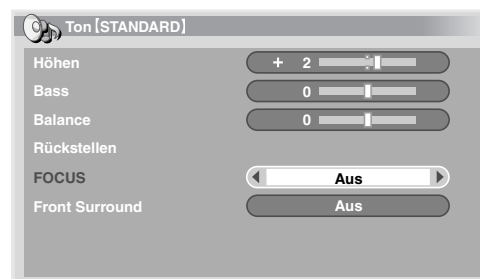 Ton [STANDARD]
Höhen + 2
Bass 0
Balance 0
Rückstellen
FOCUS Aus
Front Surround Aus